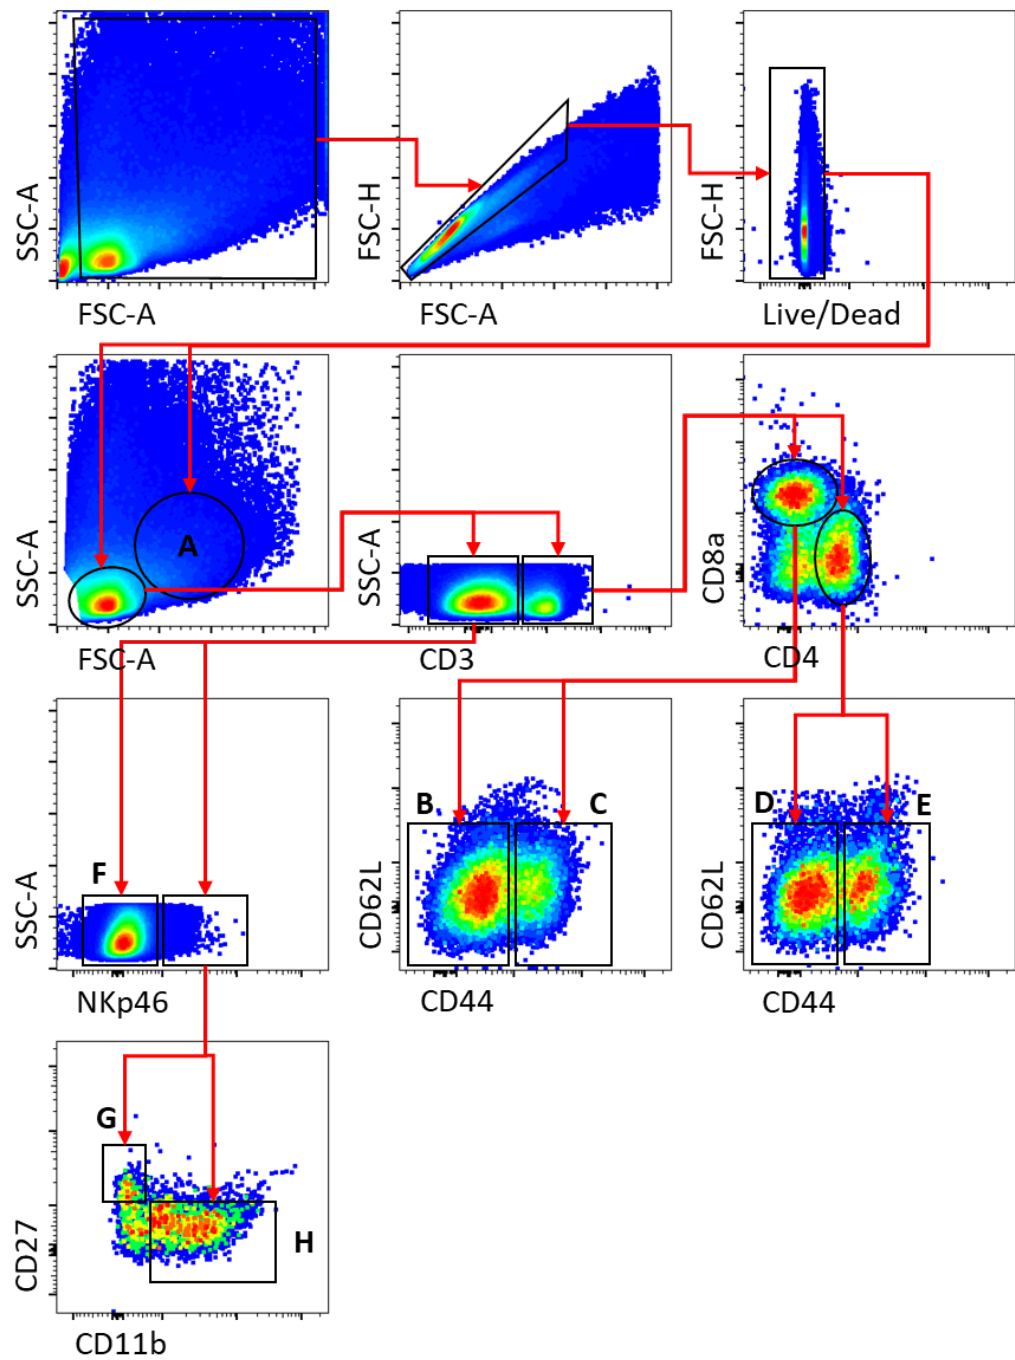 SSC-A
FSC-A
FSC-H
FSC-A
FSC-H
Live/Dead
SSC-A
A
FSC-A
SSC-A
CD3
CD8a
CD4
SSC-A
F
NKp46
CD62L
B
C
CD44
CD62L
D
E
CD44
CD27
G
H
CD11b